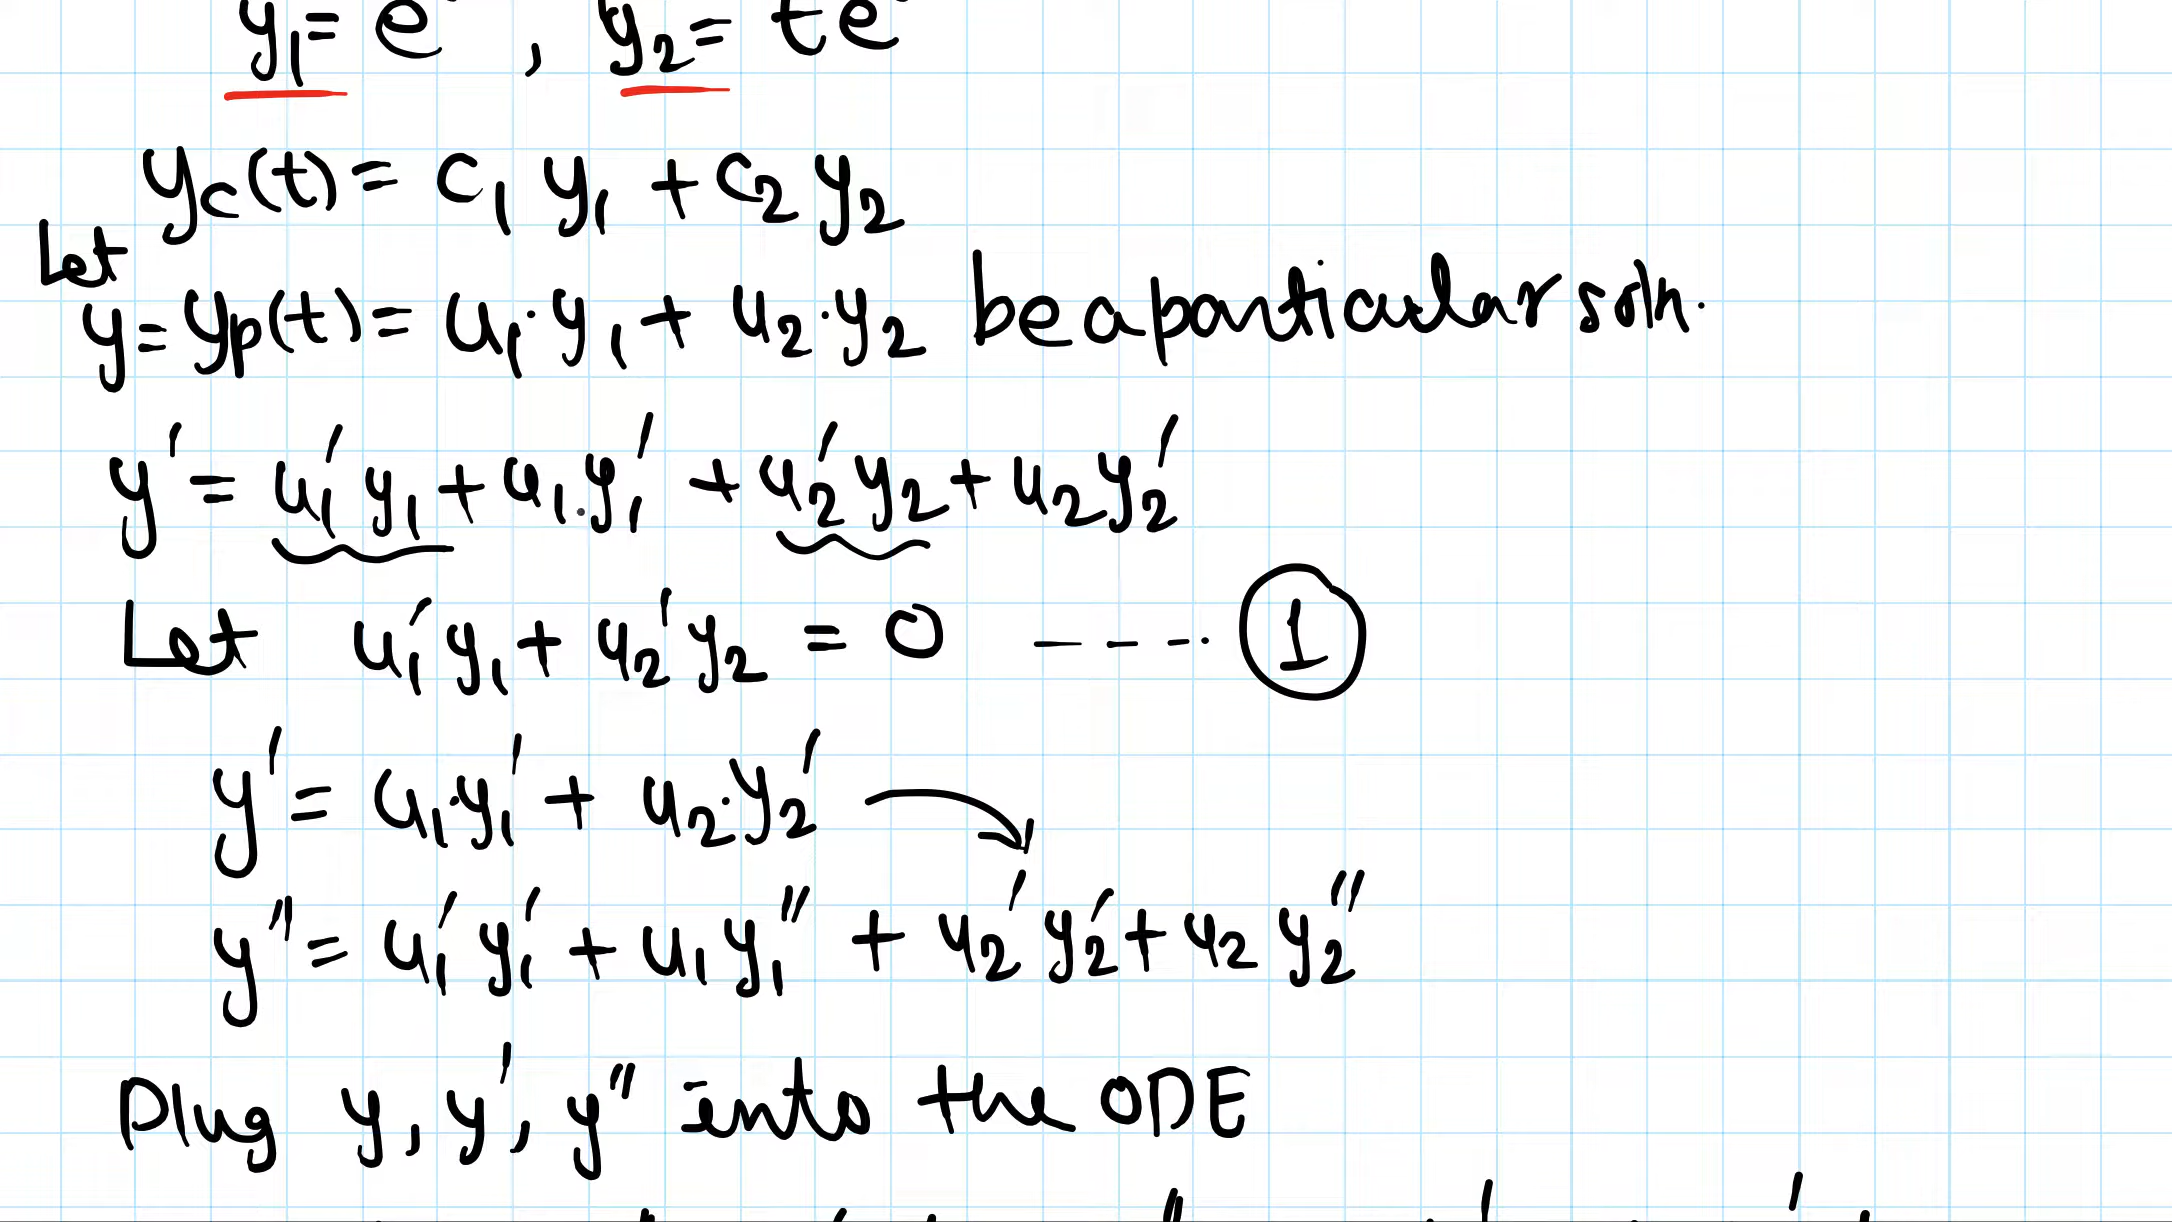 y₁ = e , y₂ = te
y_c(t) = c₁ y₁ + c₂ y₂
Let
y = y_p(t) = u₁·y₁ + u₂·y₂ be a particular soln.
y' = u₁' y₁ + u₁.y₁' + u₂' y₂ + u₂ y₂'
Let u₁' y₁ + u₂' y₂ = 0 ---- ①
y' = u₁·y₁' + u₂·y₂'
y'' = u₁' y₁' + u₁ y₁'' + u₂' y₂' + u₂ y₂''
Plug y, y', y'' into the ODE